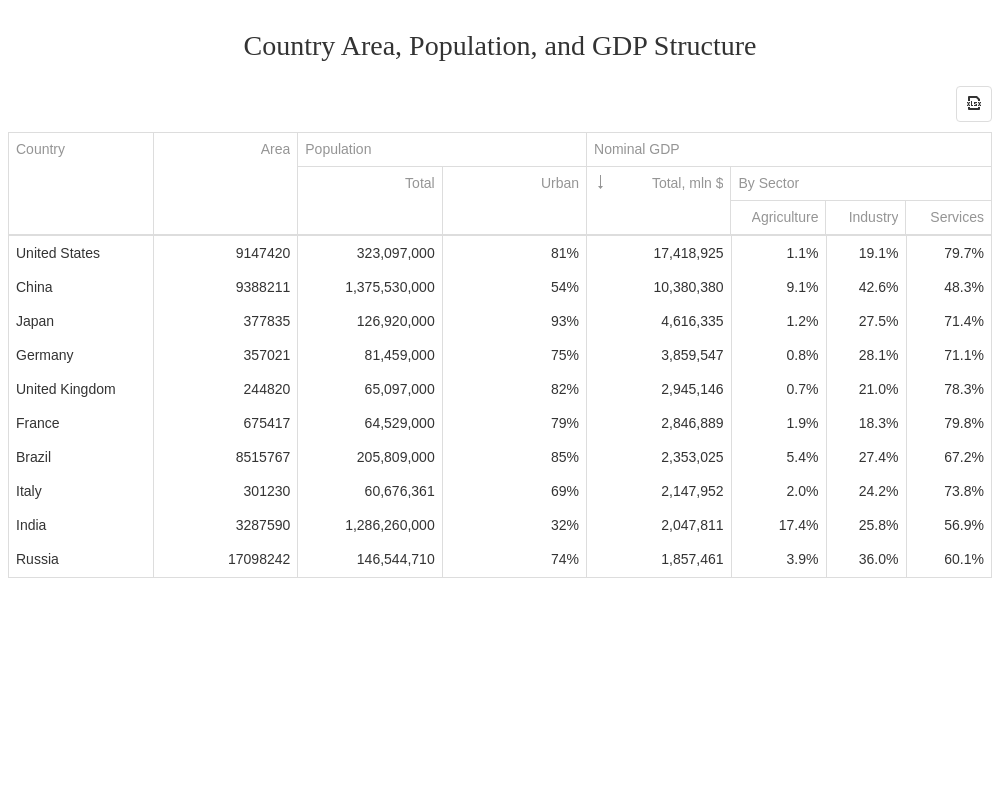 Country Area, Population, and GDP Structure
xlsx
Country Area Population Nominal GDP
Total Urban Total, mln $ By Sector
Agriculture Industry Services
United States 9147420 323,097,000 81% 17,418,925 1.1% 19.1% 79.7%
China 9388211 1,375,530,000 54% 10,380,380 9.1% 42.6% 48.3%
Japan 377835 126,920,000 93% 4,616,335 1.2% 27.5% 71.4%
Germany 357021 81,459,000 75% 3,859,547 0.8% 28.1% 71.1%
United Kingdom 244820 65,097,000 82% 2,945,146 0.7% 21.0% 78.3%
France 675417 64,529,000 79% 2,846,889 1.9% 18.3% 79.8%
Brazil 8515767 205,809,000 85% 2,353,025 5.4% 27.4% 67.2%
Italy 301230 60,676,361 69% 2,147,952 2.0% 24.2% 73.8%
India 3287590 1,286,260,000 32% 2,047,811 17.4% 25.8% 56.9%
Russia 17098242 146,544,710 74% 1,857,461 3.9% 36.0% 60.1%